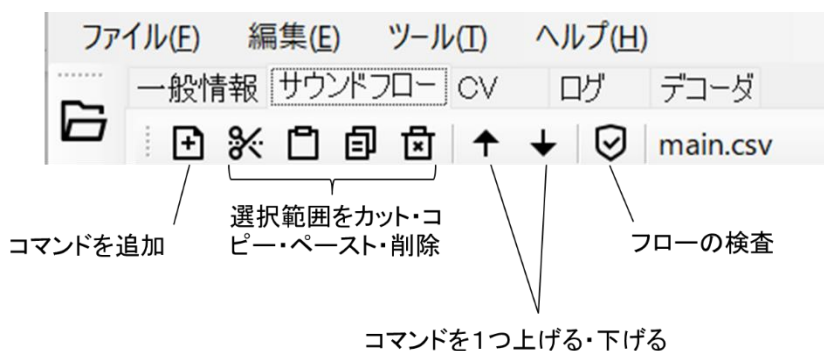 ファイル(F) 編集(E) ツール(T) ヘルプ(H)
一般情報 サウンドフロー CV ログ デコーダ
main.csv
選択範囲をカット・コ
ピー・ペースト・削除
コマンドを追加
フローの検査
コマンドを1つ上げる・下げる